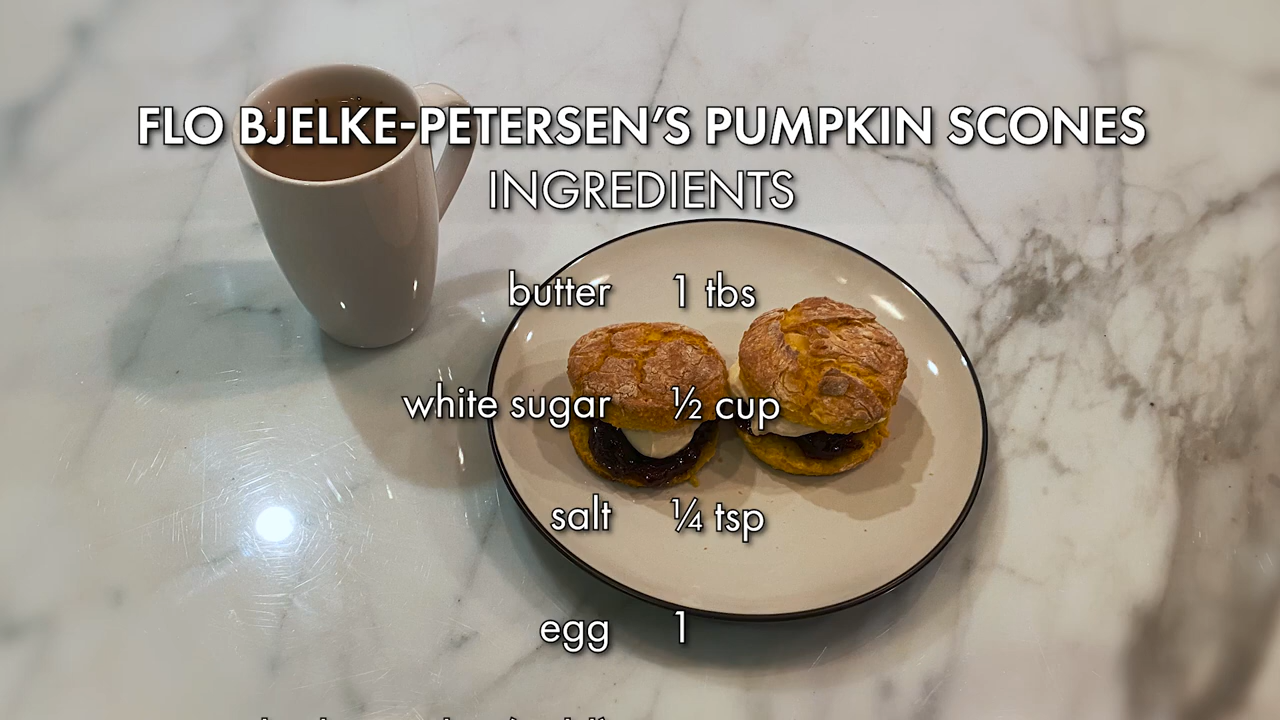 FLO BJELKE-PETERSEN’S PUMPKIN SCONES
INGREDIENTS
butter 1 tbs
white sugar ½ cup
salt ¼ tsp
egg 1